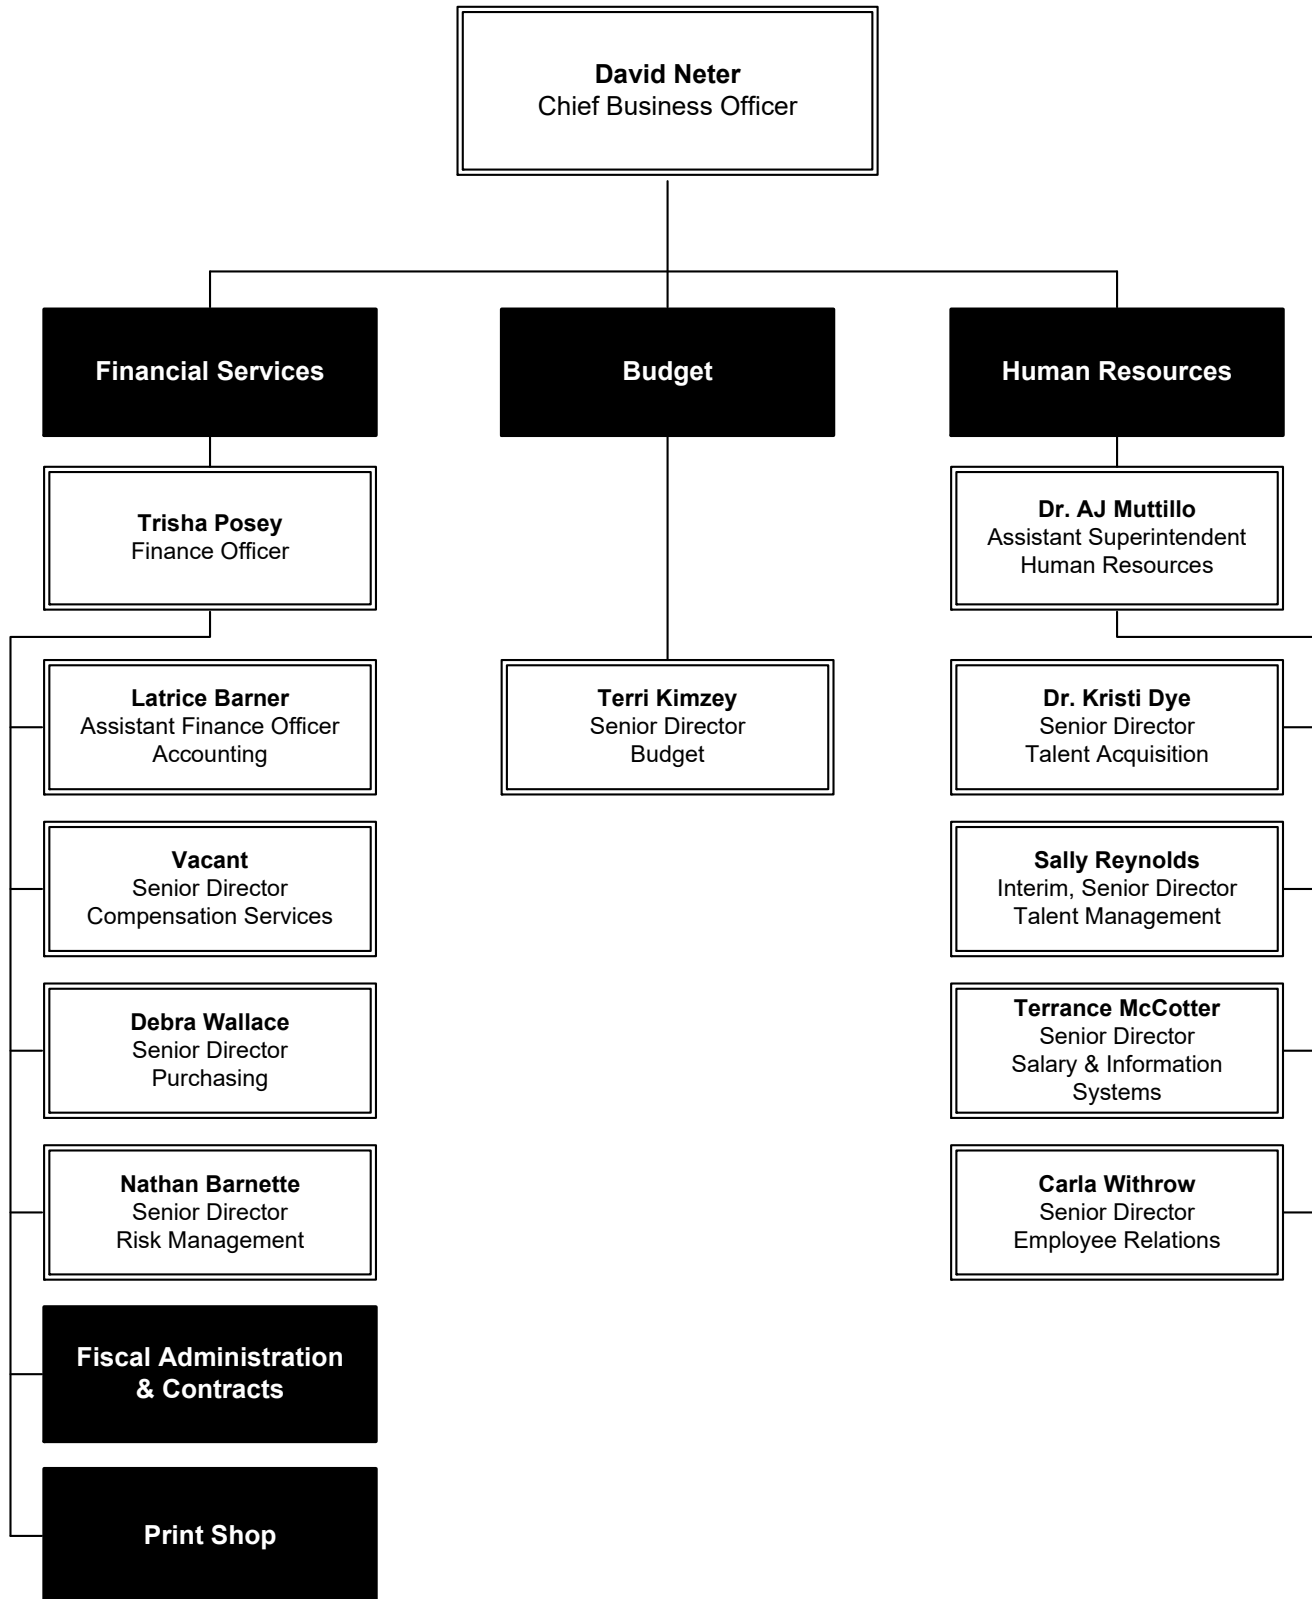 David Neter
Chief Business Officer
Financial Services
Budget
Human Resources
Trisha Posey
Finance Officer
Dr. AJ Muttillo
Assistant Superintendent
Human Resources
Latrice Barner
Assistant Finance Officer
Accounting
Terri Kimzey
Senior Director
Budget
Dr. Kristi Dye
Senior Director
Talent Acquisition
Vacant
Senior Director
Compensation Services
Sally Reynolds
Interim, Senior Director
Talent Management
Debra Wallace
Senior Director
Purchasing
Terrance McCotter
Senior Director
Salary & Information
Systems
Nathan Barnette
Senior Director
Risk Management
Carla Withrow
Senior Director
Employee Relations
Fiscal Administration
& Contracts
Print Shop